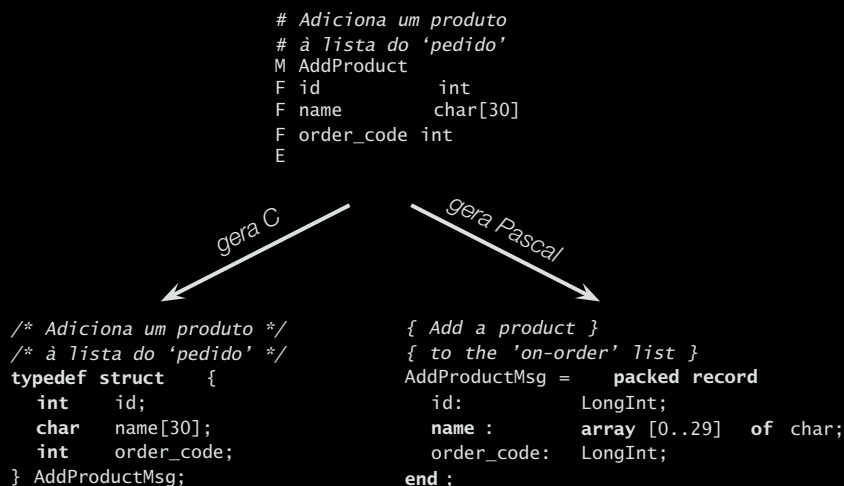 # Adiciona um produto
# à lista do ‘pedido’
M AddProduct
F id int
F name char[30]
F order_code int
E
gera C
gera Pascal
/* Adiciona um produto */
/* à lista do ‘pedido’ */
typedef struct {
int id;
char name[30];
int order_code;
} AddProductMsg;
{ Add a product }
{ to the ’on-order’ list }
AddProductMsg = packed record
id: LongInt;
name : array [0..29] of char;
order_code: LongInt;
end ;